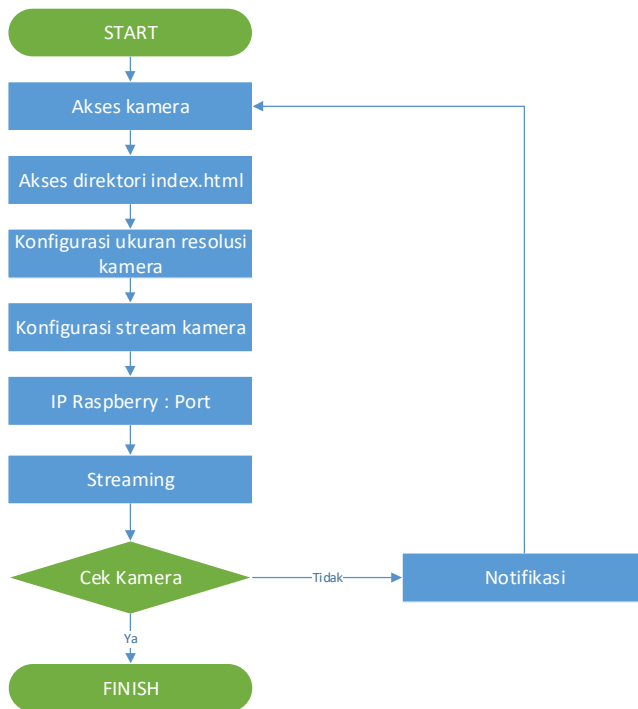 START
Akses kamera
Akses direktori index.html
Konfigurasi ukuran resolusi
kamera
Konfigurasi stream kamera
IP Raspberry : Port
Streaming
Cek Kamera
Tidak
Notifikasi
Ya
FINISH